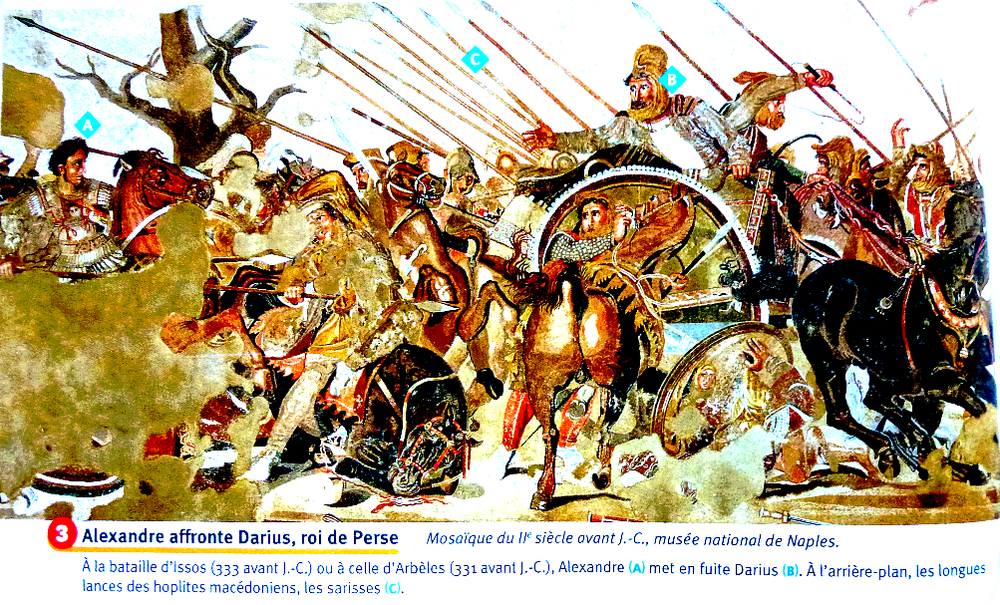 C
B
A
3 Alexandre affronte Darius, roi de Perse Mosaïque du IIe siècle avant J.-C., musée national de Naples.
À la bataille d'Issos (333 avant J.-C.) ou à celle d'Arbèles (331 avant J.-C.), Alexandre (A) met en fuite Darius (B). À l'arrière-plan, les longues
lances des hoplites macédoniens, les sarisses (C).